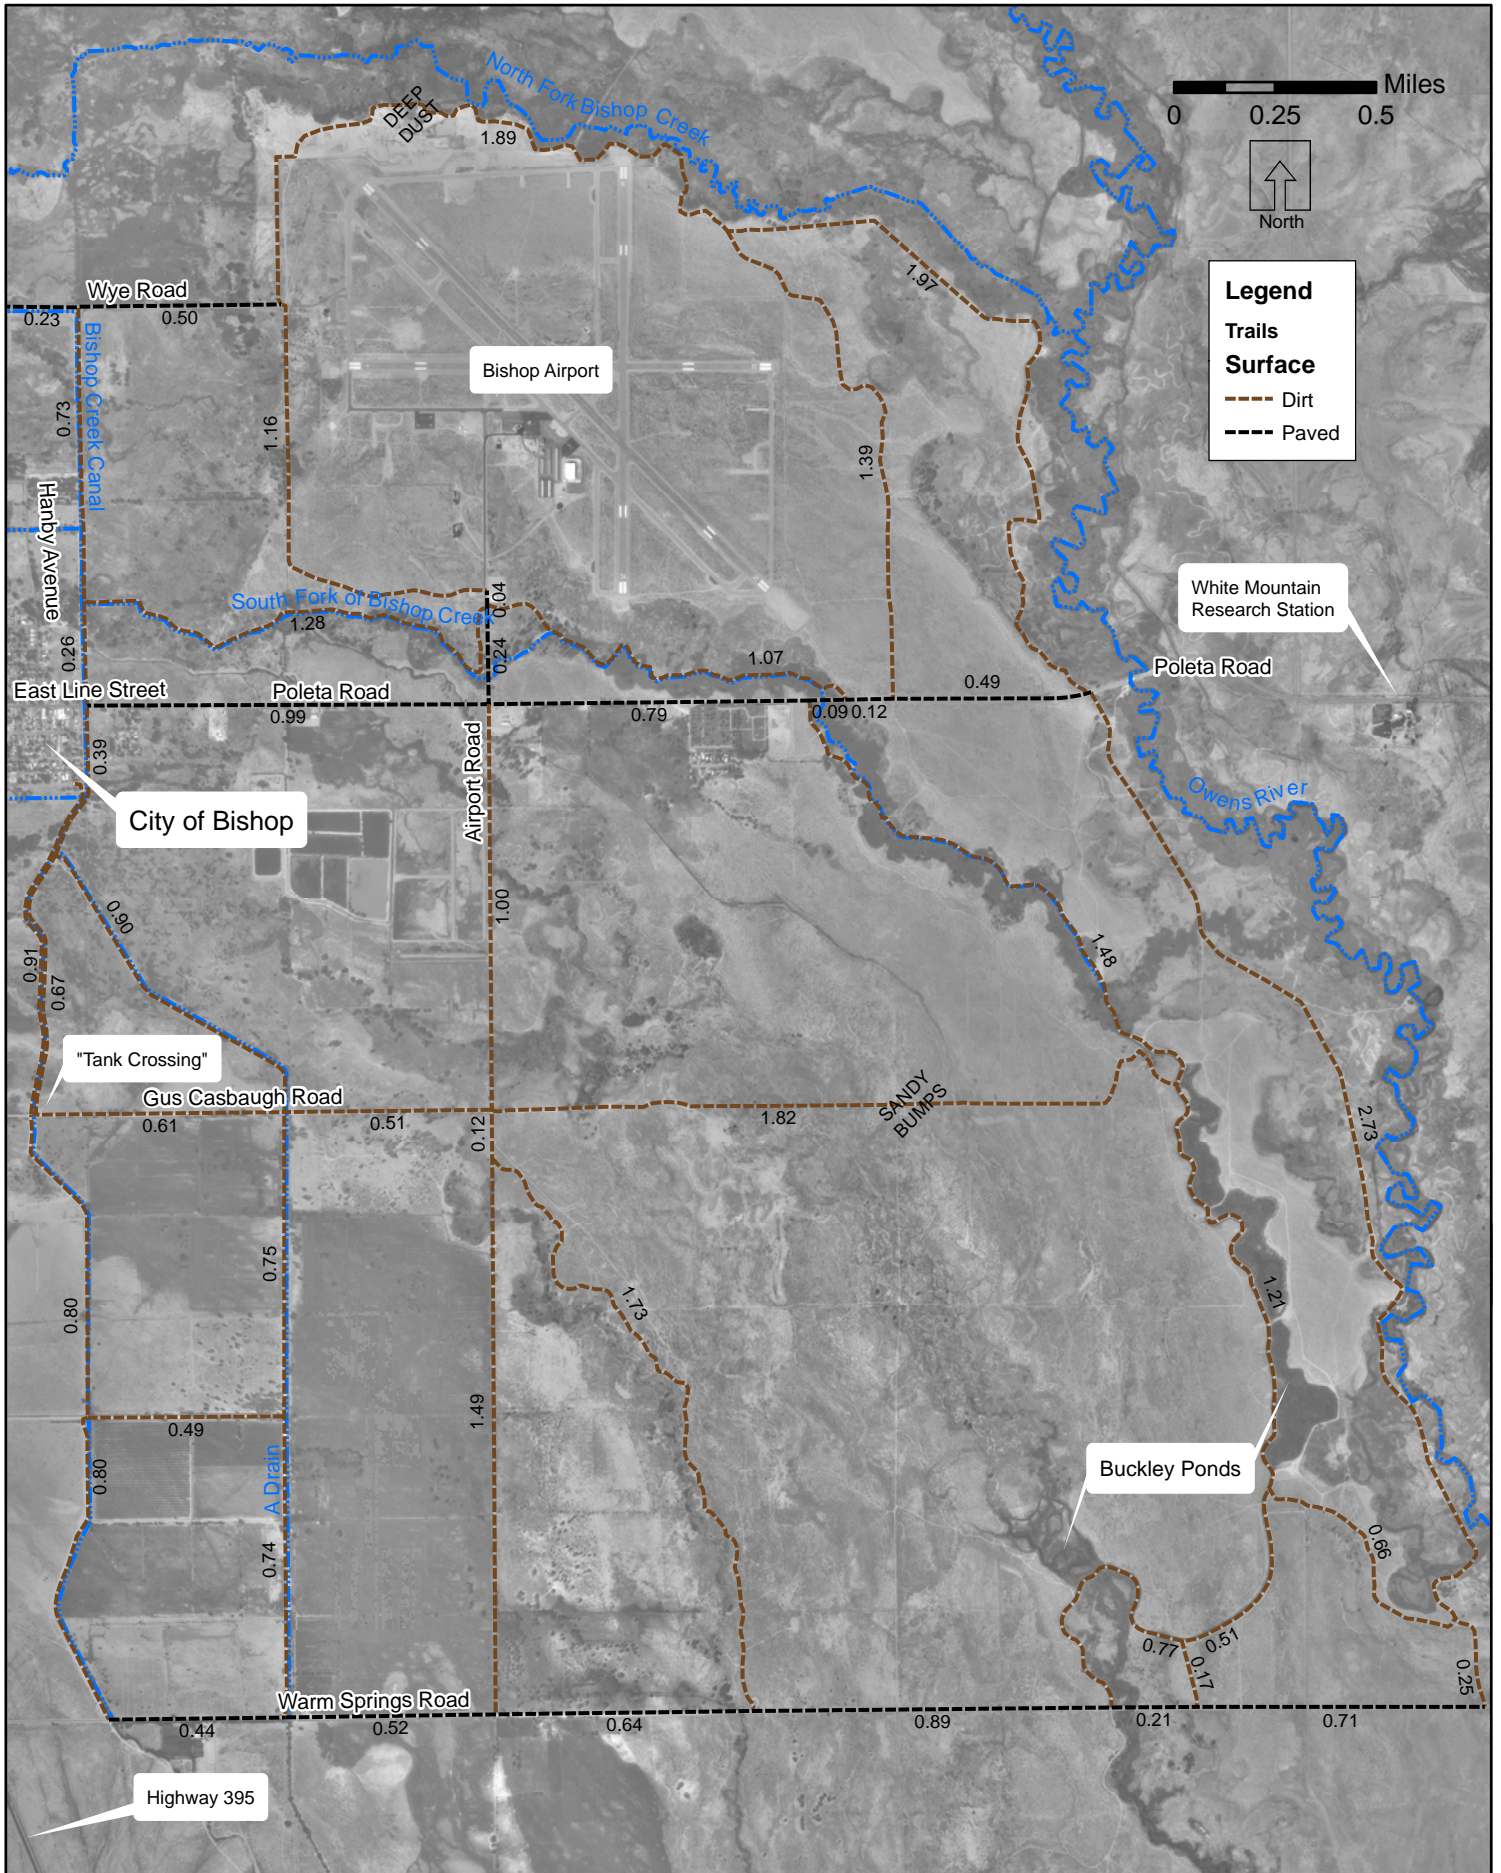 North Fork Bishop Creek
DEEP
DUST
1.89
Miles
0
0.25
0.5
North
Legend
Trails
Surface
Dirt
Paved
1.97
Wye Road
0.23
0.50
Bishop Creek Canal
Bishop Airport
0.73
1.16
1.39
Hanby Avenue
White Mountain
Research Station
0.04
South Fork of Bishop Creek
1.28
0.26
0.24
1.07
Poleta Road
0.49
East Line Street
Poleta Road
0.99
0.79
0.09
0.12
0.39
Airport Road
Owens River
City of Bishop
1.00
0.90
1.48
0.91
0.67
"Tank Crossing"
Gus Casbaugh Road
0.61
0.51
0.12
1.82
SANDY
BUMPS
2.73
0.75
0.80
1.73
1.21
1.49
0.49
0.80
A Drain
Buckley Ponds
0.74
0.66
0.77
0.51
0.17
0.25
Warm Springs Road
0.44
0.52
0.64
0.89
0.21
0.71
Highway 395